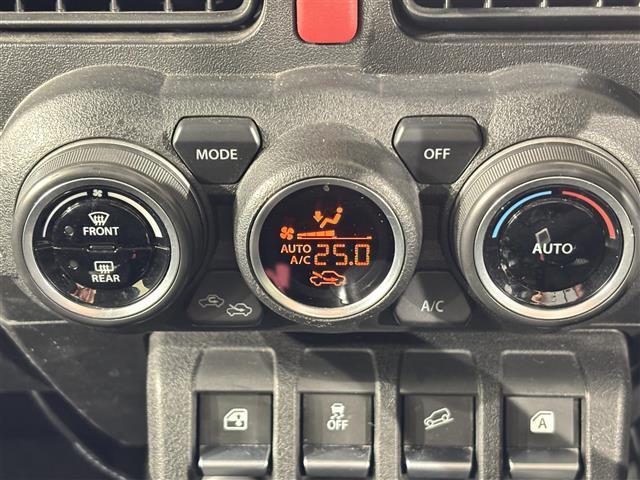 MODE
OFF
FRONT
REAR
AUTO
A/C 25.0
AUTO
A/C
OFF
A